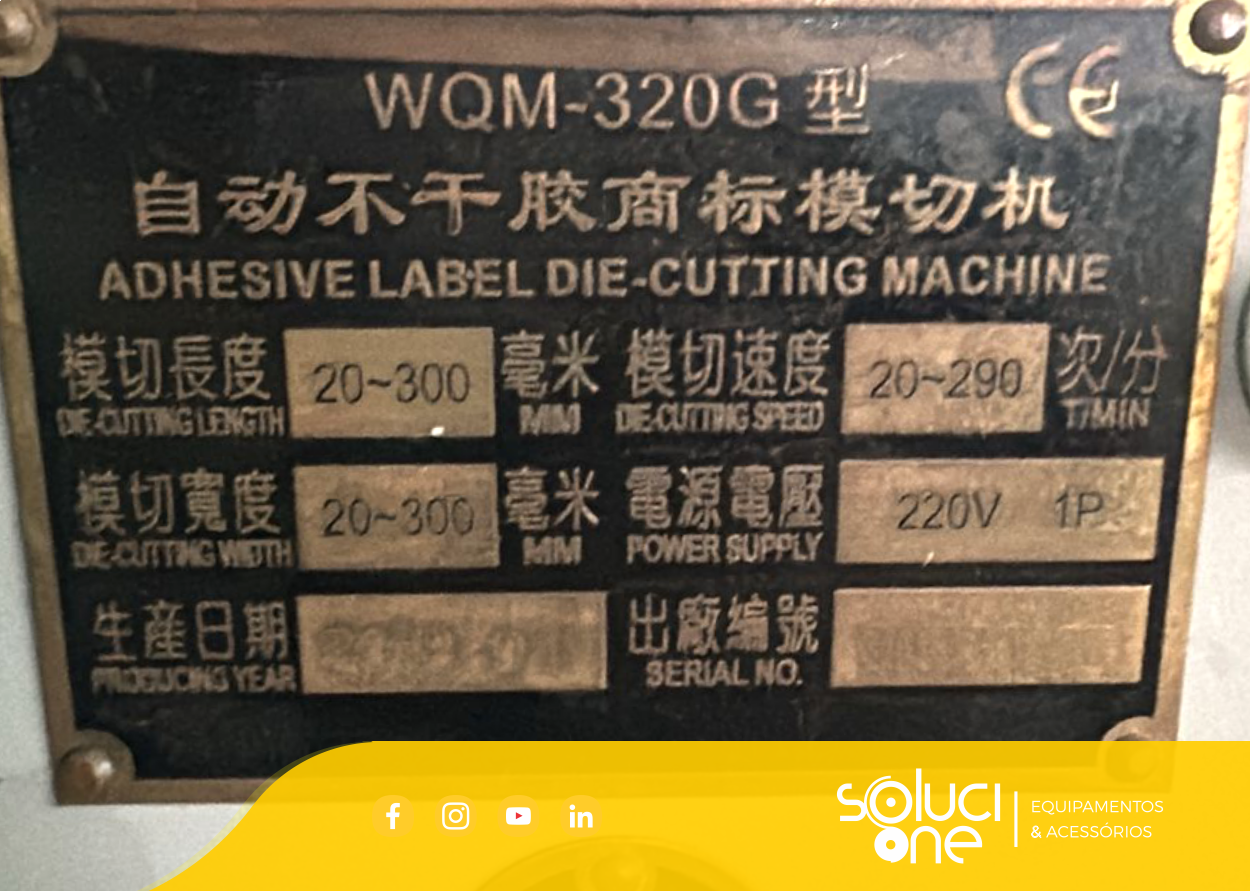 WQM-320G 型 CE
自动不干胶商标模切机
ADHESIVE LABEL DIE-CUTTING MACHINE
模切長度 20~300 毫米 模切速度 20~290 次/分
DIE-CUTTING LENGTH MM DIE-CUTTING SPEED T/MIN
模切寬度 20~300 毫米 電源電壓 220V 1P
DIE-CUTTING WIDTH MM POWER SUPPLY
生産日期 出廠編號
PRODUCING YEAR SERIAL NO.
SOLUCI one
EQUIPAMENTOS
& ACESSÓRIOS